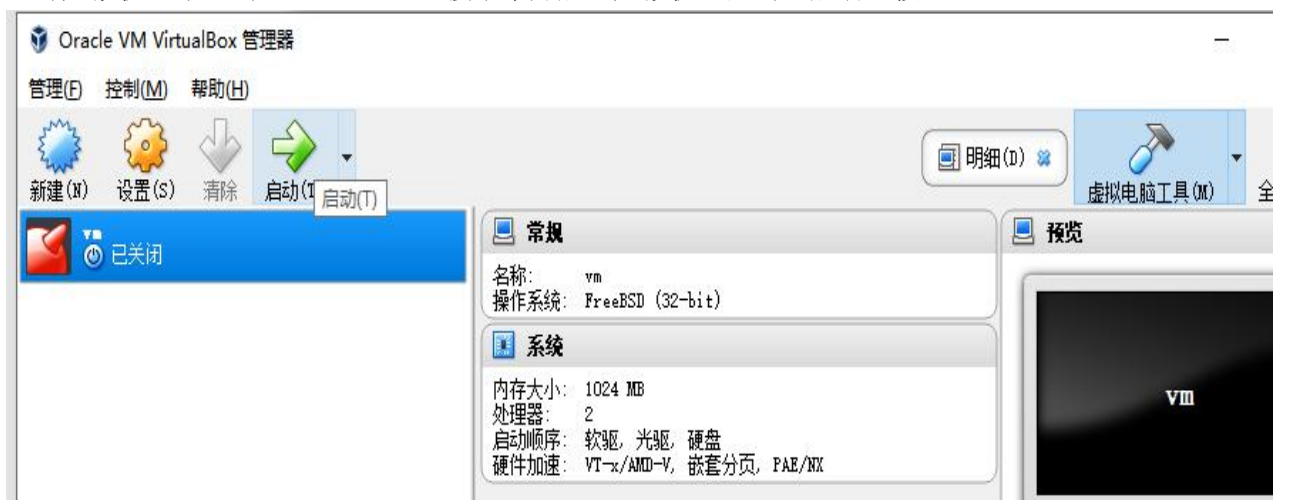 Oracle VM VirtualBox 管理器
管理(F) 控制(M) 帮助(H)
新建(N) 设置(S) 清除 启动(T 启动(T) 明细(D) 虚拟电脑工具(M) 全
vm
已关闭
常规
名称: vm
操作系统: FreeBSD (32-bit)
系统
内存大小: 1024 MB
处理器: 2
启动顺序: 软驱, 光驱, 硬盘
硬件加速: VT-x/AMD-V, 嵌套分页, PAE/NX
预览
vm